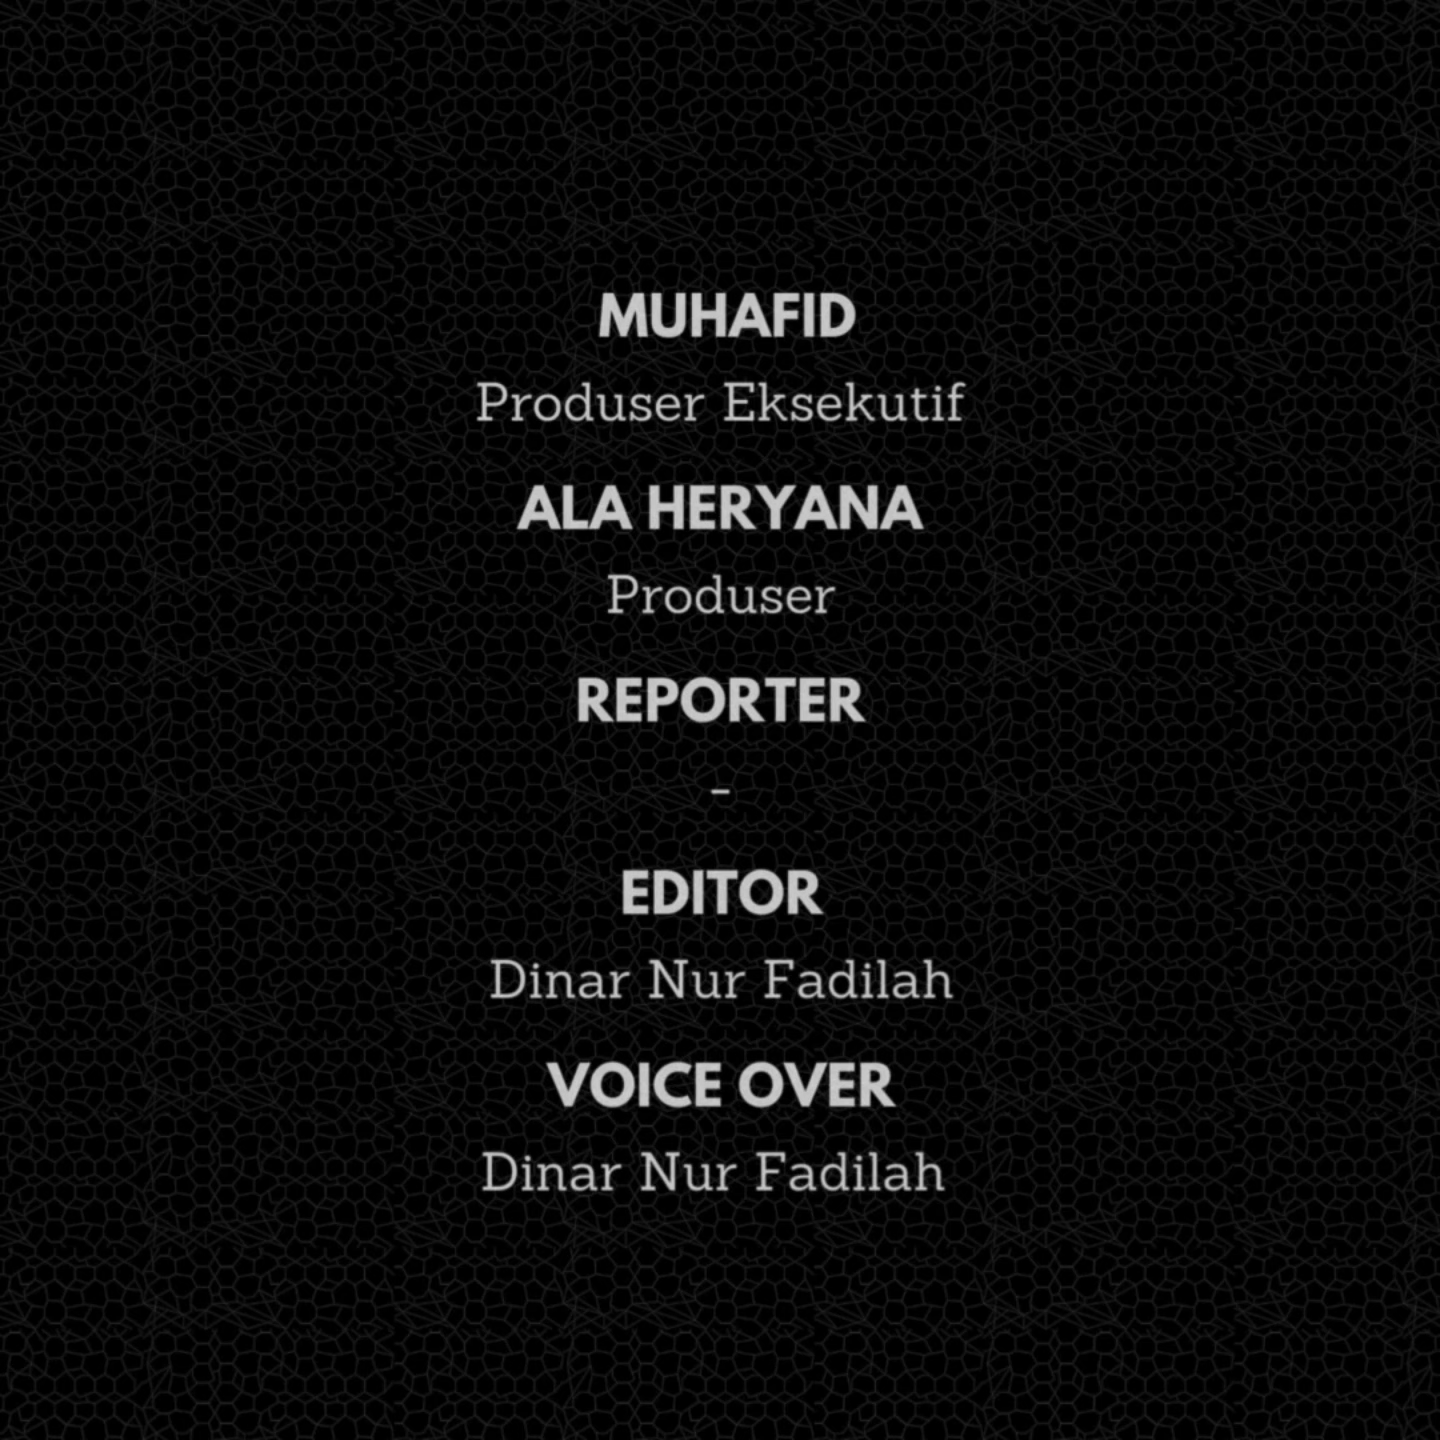 MUHAFID
Produser Eksekutif
ALA HERYANA
Produser
REPORTER
-
EDITOR
Dinar Nur Fadilah
VOICE OVER
Dinar Nur Fadilah